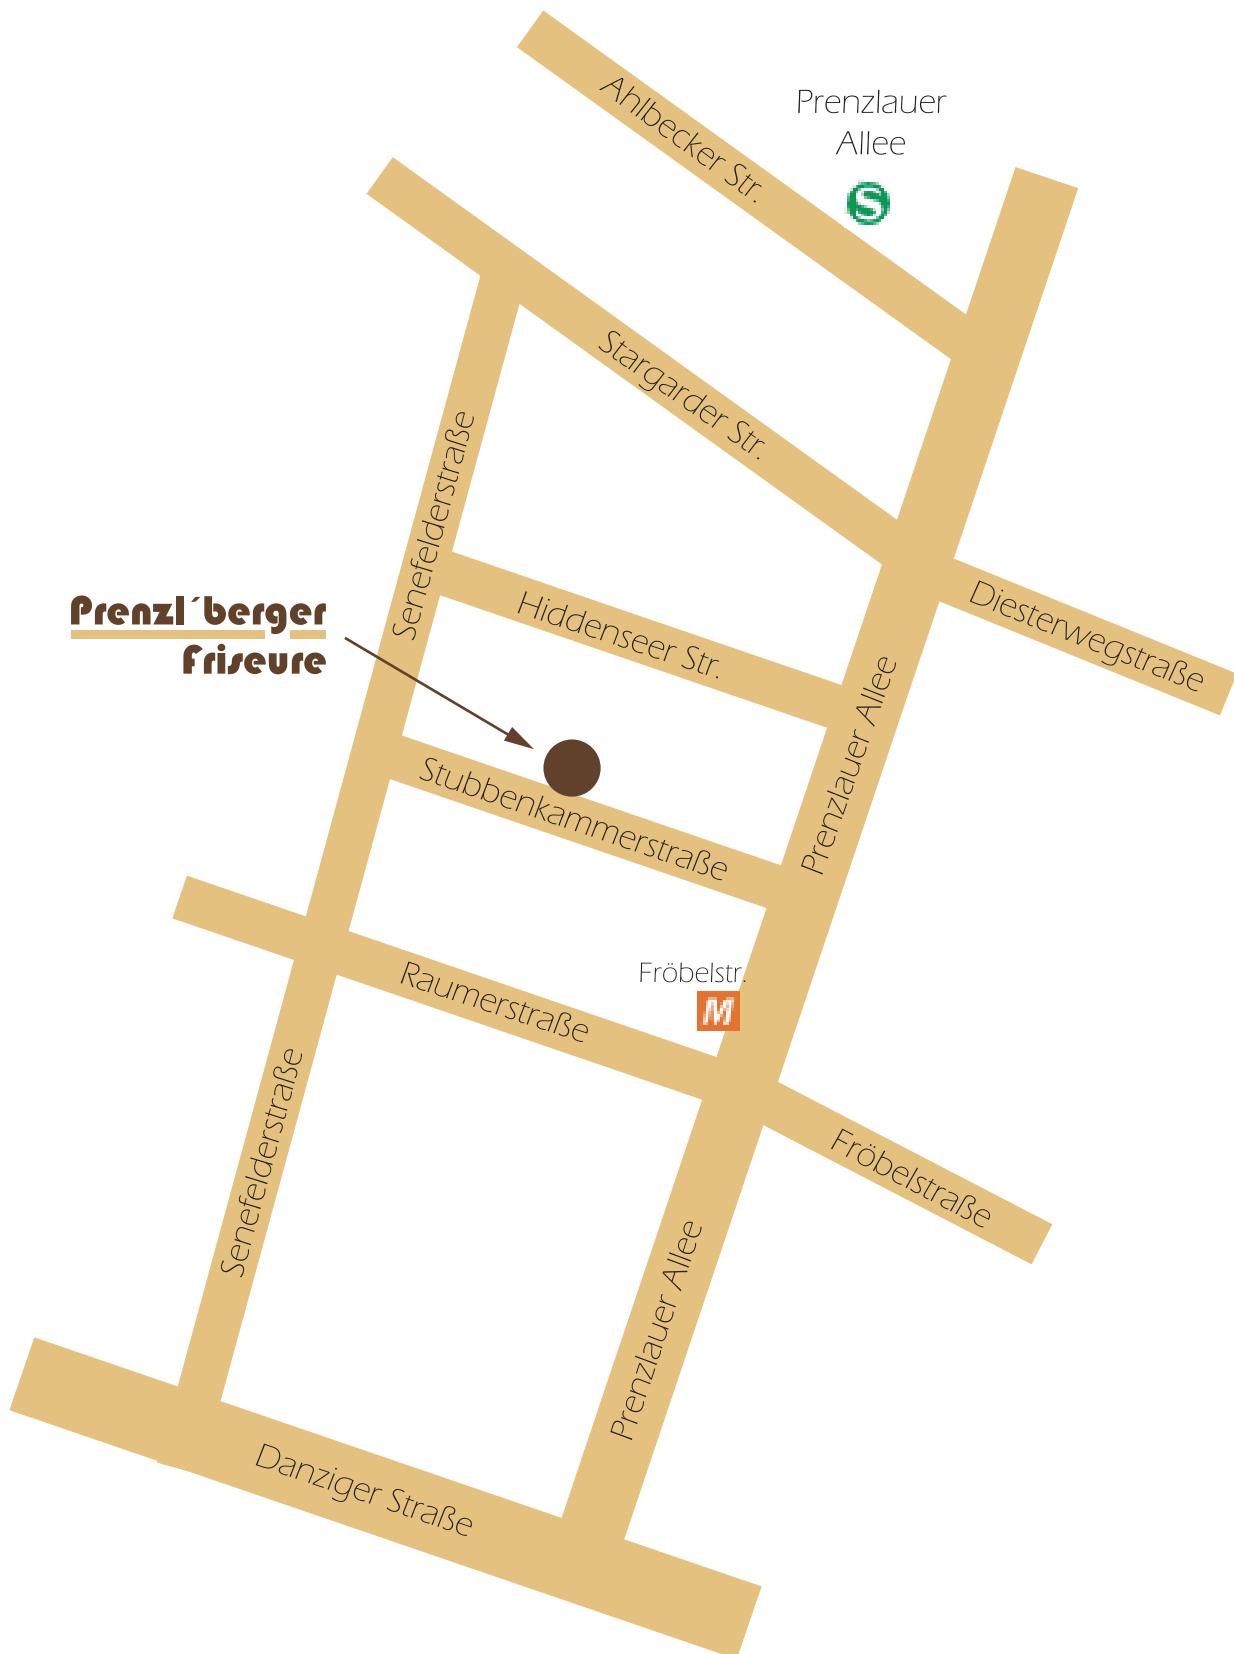 Ahlbecker Str.
Prenzlauer
Allee
S
Stargarder Str.
Senefelderstraße
Hiddenseer Str.
Diesterwegstraße
Prenzl´berger
Friseure
Prenzlauer Allee
Stubbenkammerstraße
Fröbelstr.
M
Raumerstraße
Senefelderstraße
Fröbelstraße
Prenzlauer Allee
Danziger Straße